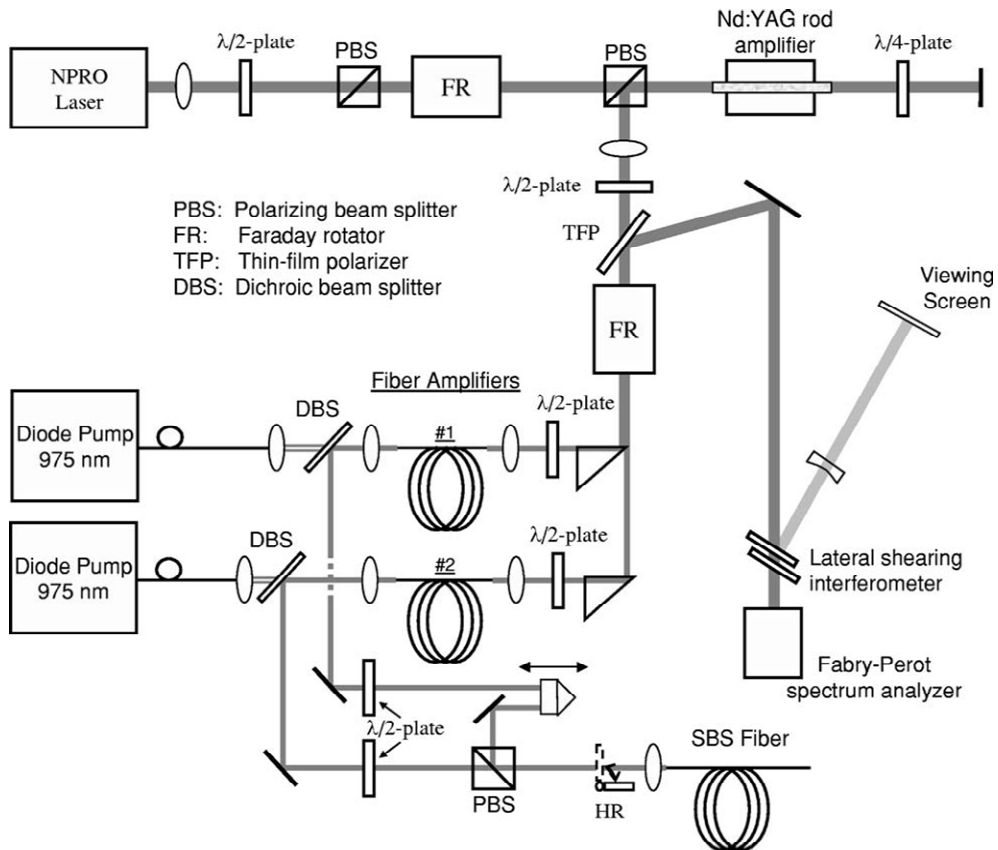 Nd:YAG rod
amplifier
λ/2-plate
PBS
PBS
λ/4-plate
NPRO
Laser
FR
λ/2-plate
PBS: Polarizing beam splitter
FR: Faraday rotator
TFP: Thin-film polarizer
DBS: Dichroic beam splitter
TFP
Viewing
Screen
FR
Fiber Amplifiers
DBS
λ/2-plate
#1
Diode Pump
975 nm
DBS
λ/2-plate
#2
Diode Pump
975 nm
Lateral shearing
interferometer
Fabry-Perot
spectrum analyzer
λ/2-plate
SBS Fiber
PBS
HR